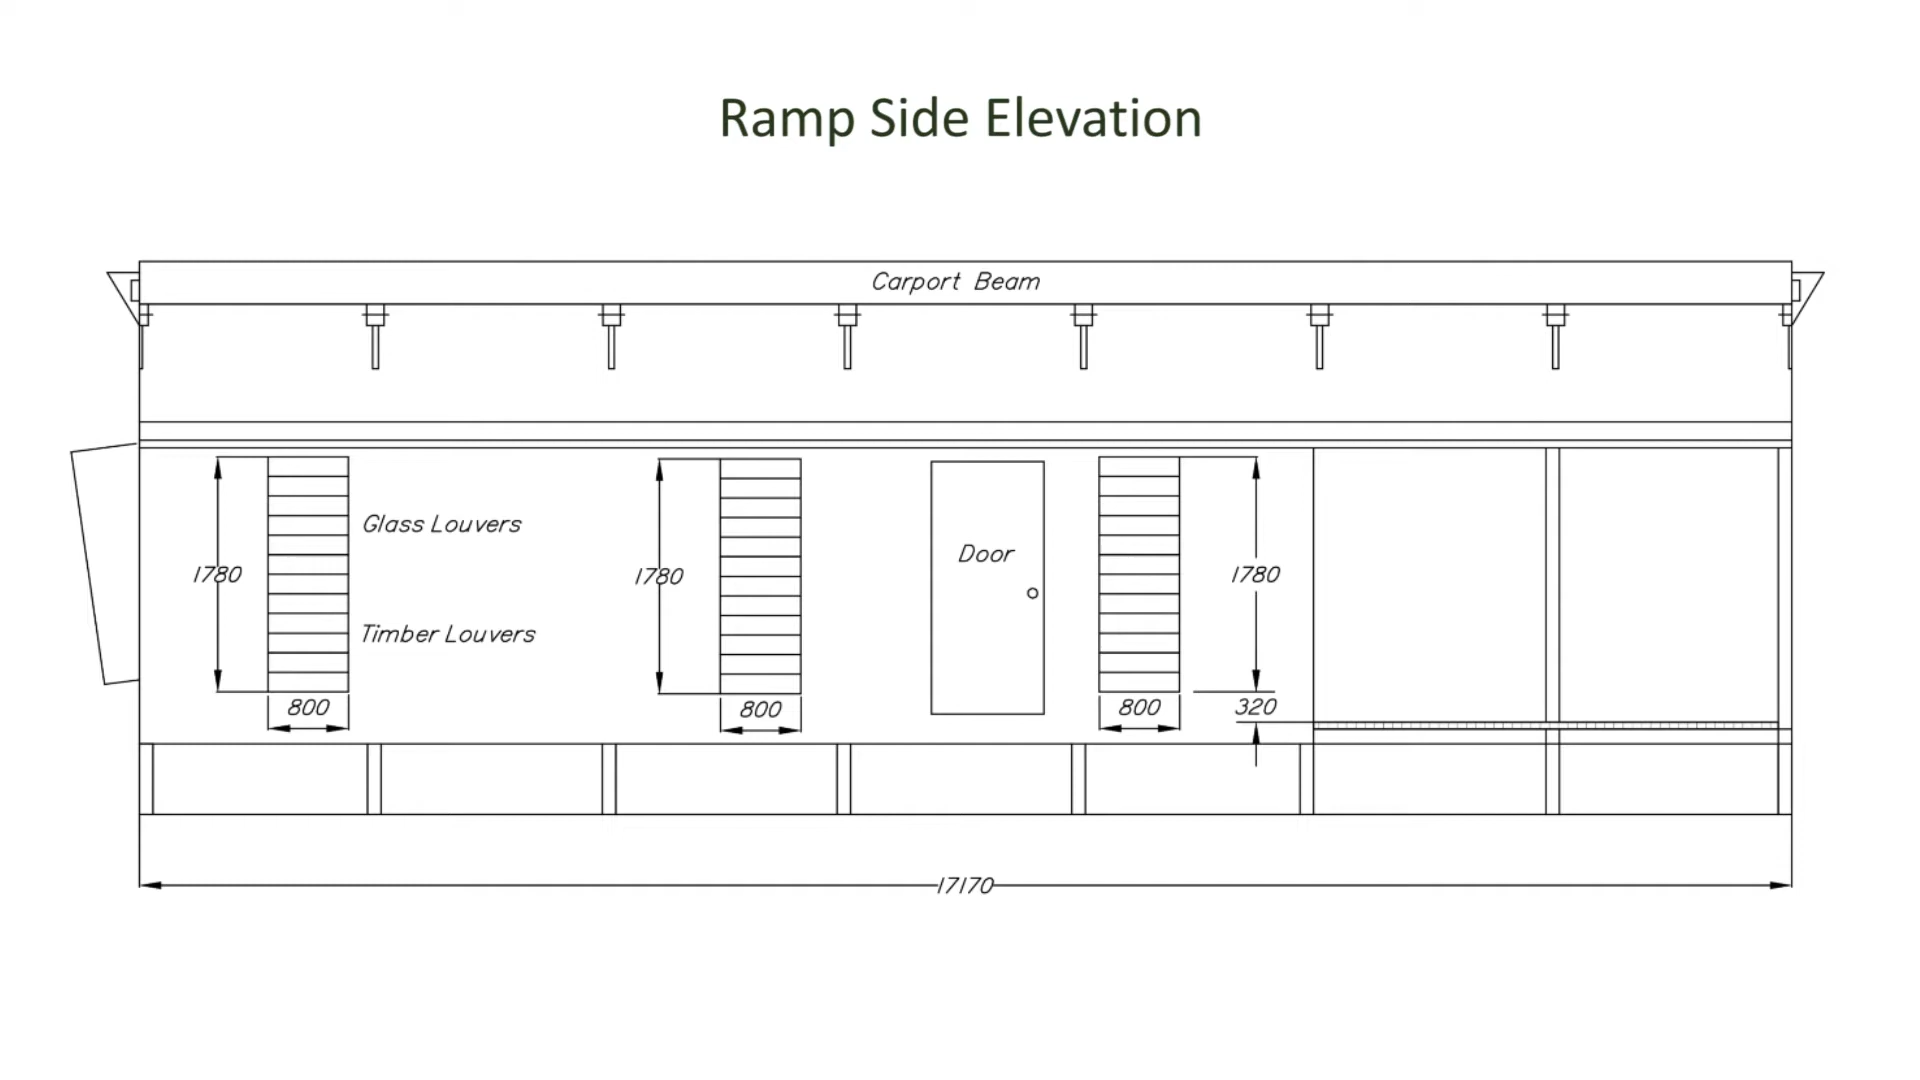 Ramp Side Elevation
Carport Beam
Glass Louvers
Door
1780
1780
1780
Timber Louvers
800
800
800
320
17170